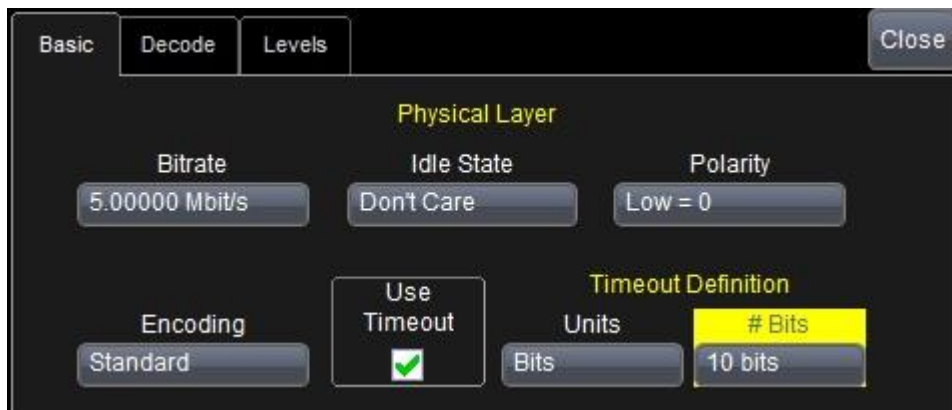 Basic Decode Levels Close
Physical Layer
Bitrate Idle State Polarity
5.00000 Mbit/s Don't Care Low = 0
Timeout Definition
Use
Timeout
Encoding Units # Bits
Standard Bits 10 bits